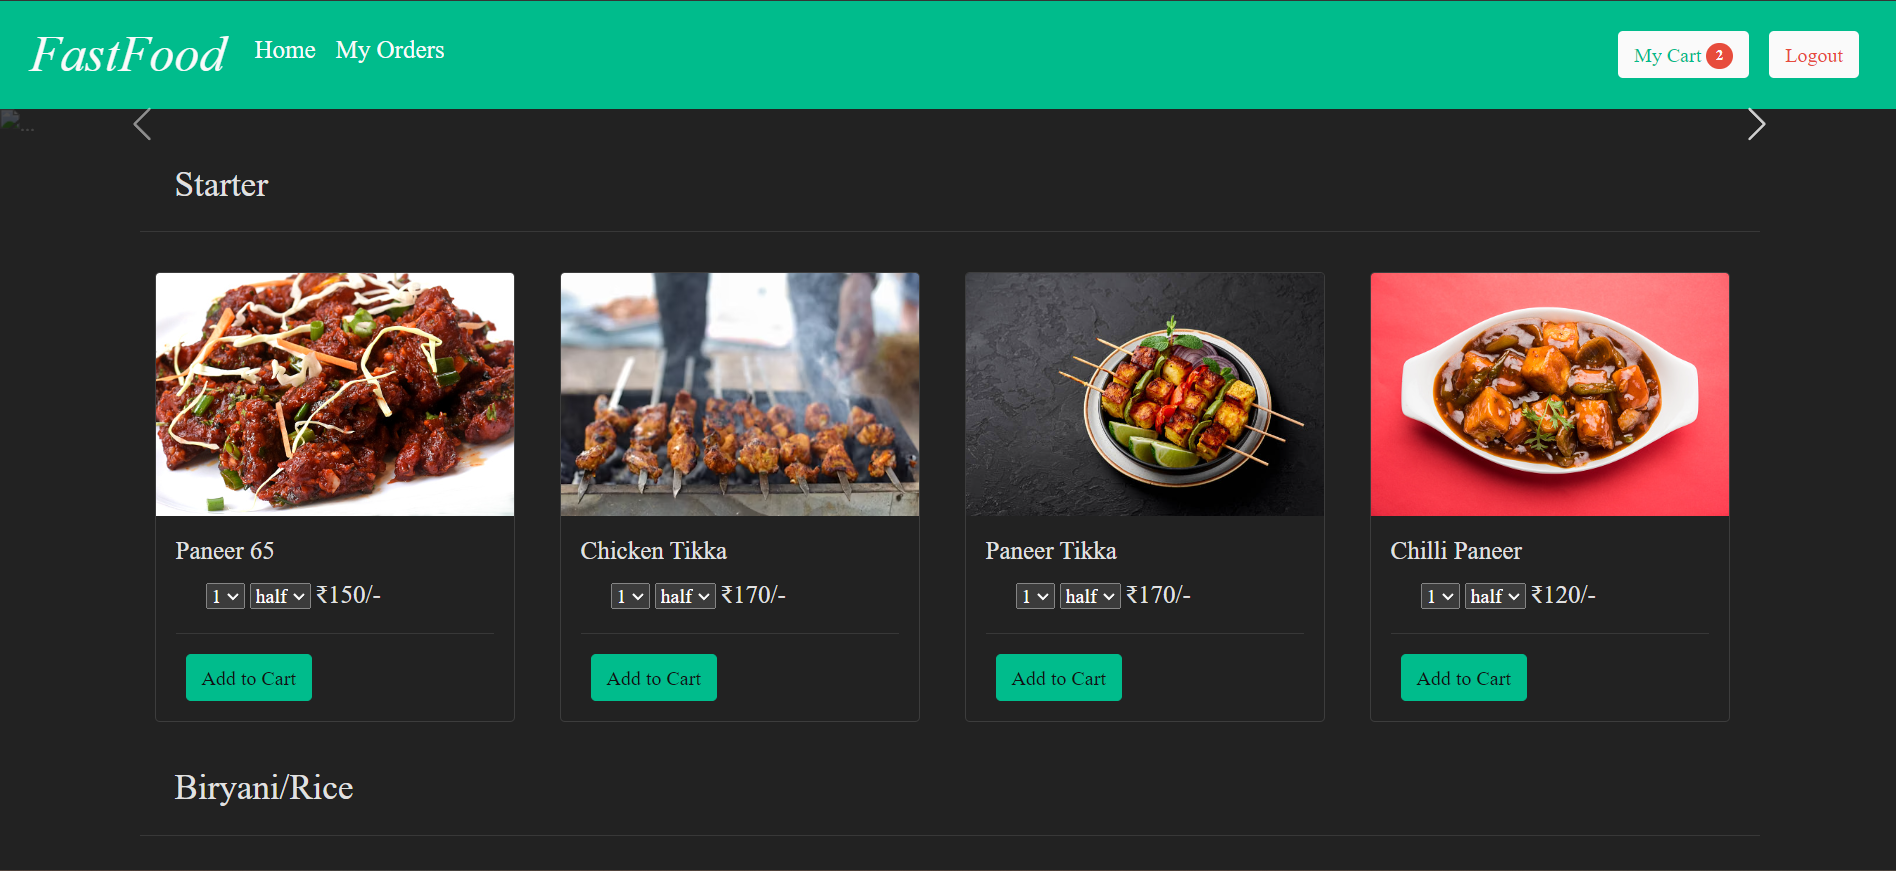 FastFood Home My Orders My Cart 2 Logout
...
Starter
Paneer 65 Chicken Tikka Paneer Tikka Chilli Paneer
1 half ₹150/- 1 half ₹170/- 1 half ₹170/- 1 half ₹120/-
Add to Cart Add to Cart Add to Cart Add to Cart
Biryani/Rice